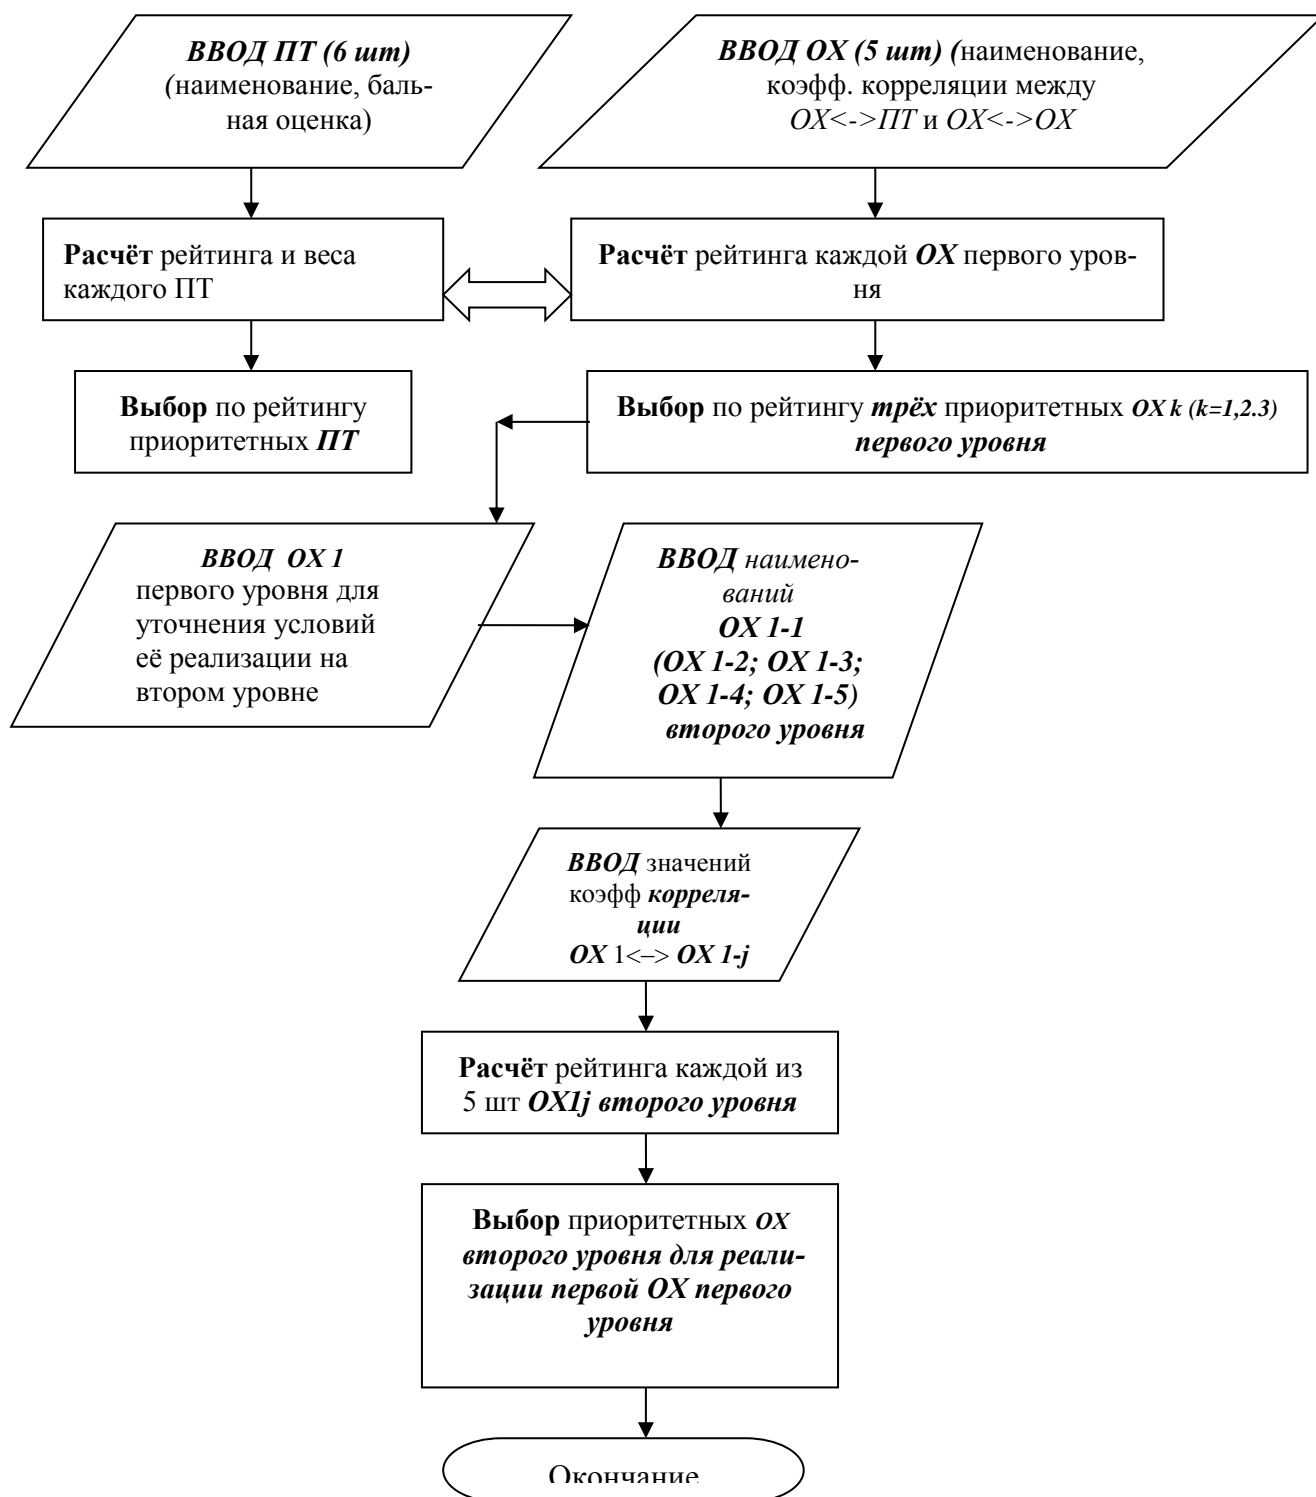 ВВОД ПТ (6 шт)
(наименование, баль-
ная оценка)
ВВОД ОХ (5 шт) (наименование,
коэфф. корреляции между
ОХ<->ПТ и ОХ<->ОХ
Расчёт рейтинга и веса
каждого ПТ
Расчёт рейтинга каждой ОХ первого уров-
ня
Выбор по рейтингу
приоритетных ПТ
Выбор по рейтингу трёх приоритетных ОХ k (k=1,2.3)
первого уровня
ВВОД ОХ 1
первого уровня для
уточнения условий
её реализации на
втором уровне
ВВОД наимено-
ваний
ОХ 1-1
(ОХ 1-2; ОХ 1-3;
ОХ 1-4; ОХ 1-5)
второго уровня
ВВОД значений
коэфф корреля-
ции
ОХ 1<–> ОХ 1-j
Расчёт рейтинга каждой из
5 шт ОХ1j второго уровня
Выбор приоритетных ОХ
второго уровня для реали-
зации первой ОХ первого
уровня
Окончание